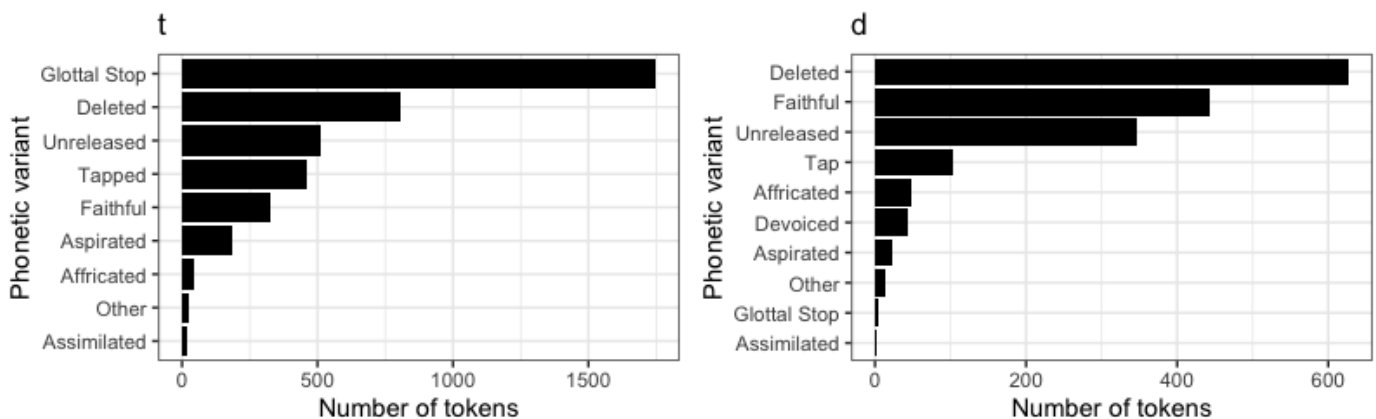 t
Phonetic variant
Glottal Stop
Deleted
Unreleased
Tapped
Faithful
Aspirated
Affricated
Other
Assimilated
0 500 1000 1500
Number of tokens
d
Phonetic variant
Deleted
Faithful
Unreleased
Tap
Affricated
Devoiced
Aspirated
Other
Glottal Stop
Assimilated
0 200 400 600
Number of tokens